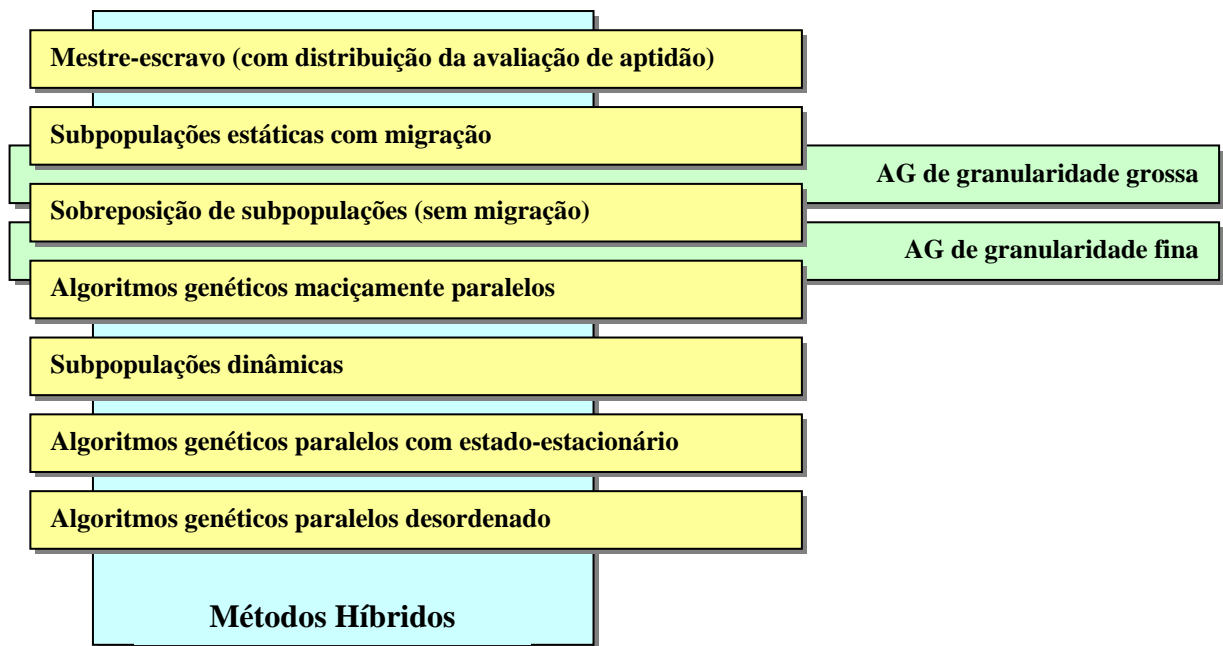 Mestre-escravo (com distribuição da avaliação de aptidão)
Subpopulações estáticas com migração
AG de granularidade grossa
Sobreposição de subpopulações (sem migração)
AG de granularidade fina
Algoritmos genéticos maciçamente paralelos
Subpopulações dinâmicas
Algoritmos genéticos paralelos com estado-estacionário
Algoritmos genéticos paralelos desordenado
Métodos Híbridos